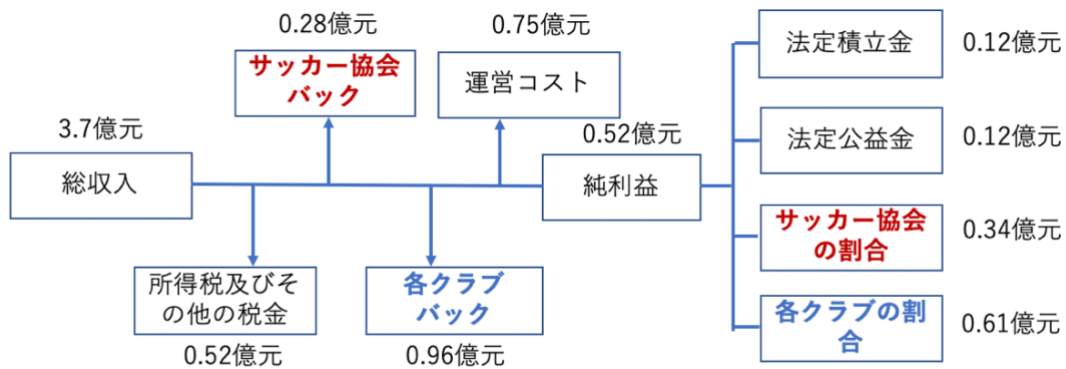 3.7億元
総収入
0.28億元
サッカー協会
バック
0.75億元
運営コスト
所得税及びそ
の他の税金
0.52億元
各クラブ
バック
0.96億元
0.52億元
純利益
法定積立金
0.12億元
法定公益金
0.12億元
サッカー協会
の割合
0.34億元
各クラブの割
合
0.61億元